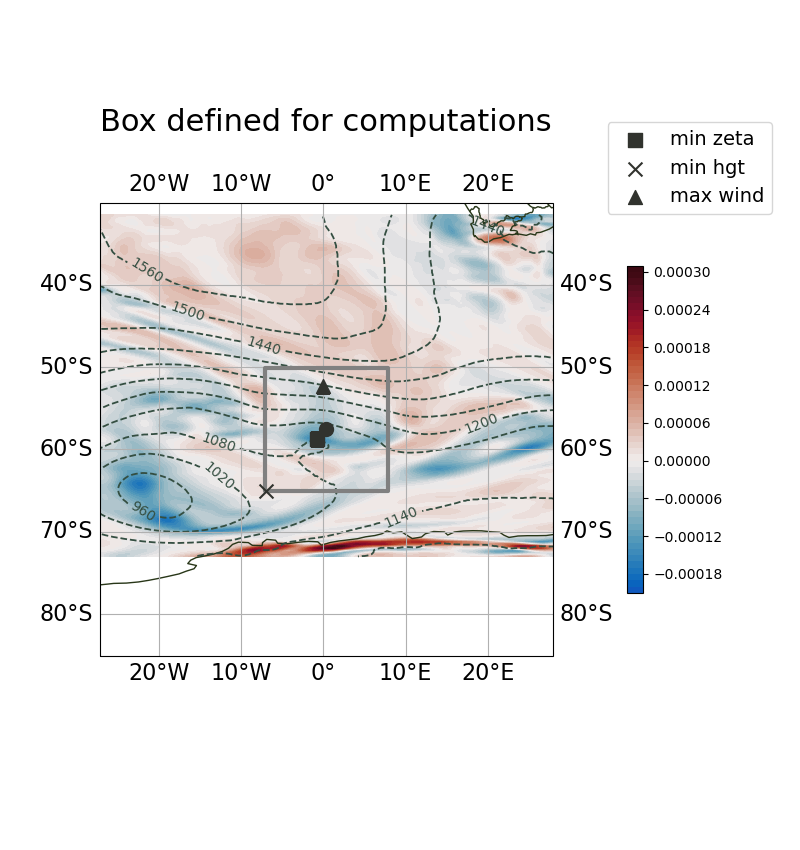 Box defined for computations
min zeta
min hgt
max wind
20°W 10°W 0° 10°E 20°E
1440
1560
40°S 40°S
1500
1440
50°S 50°S
1200
1080
60°S 60°S
1020
960
1140
70°S 70°S
80°S 80°S
20°W 10°W 0° 10°E 20°E
0.00030
0.00024
0.00018
0.00012
0.00006
0.00000
−0.00006
−0.00012
−0.00018